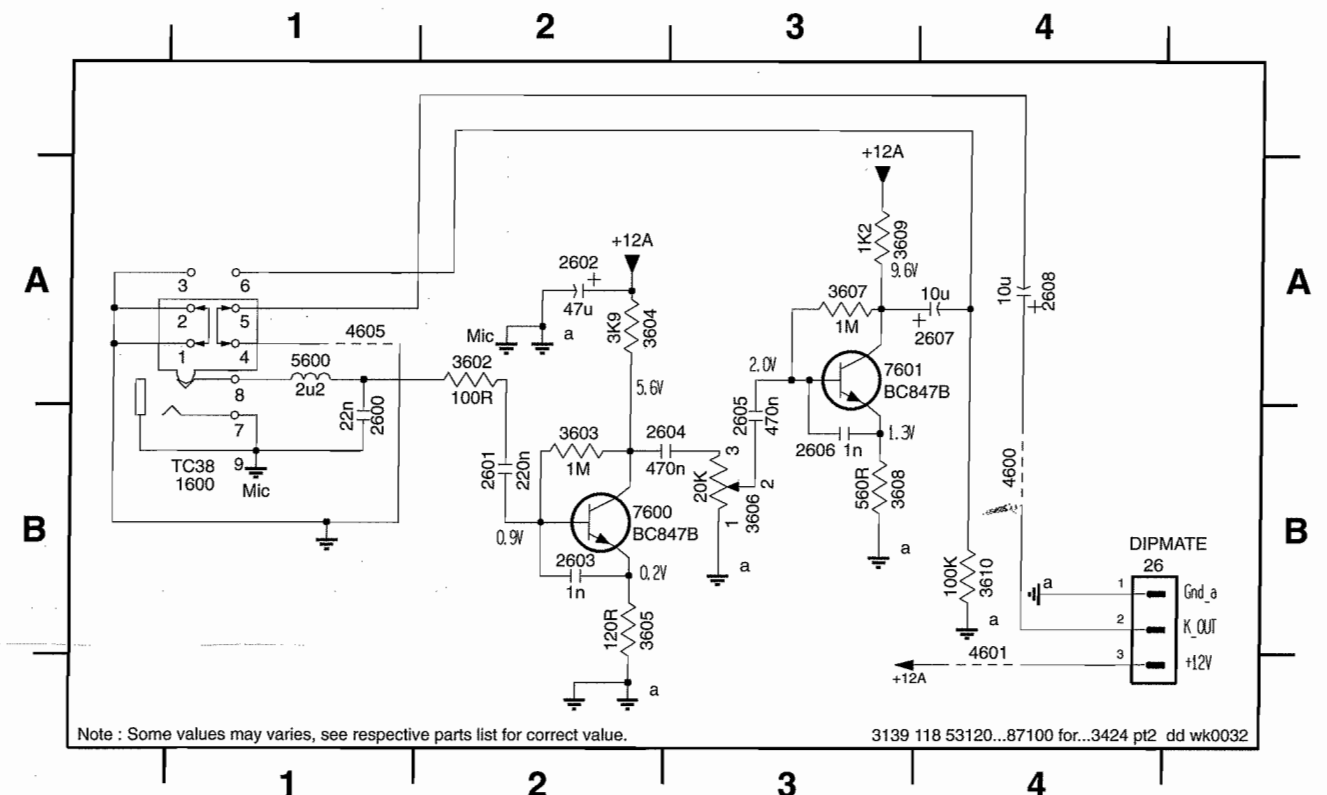 1 2 3 4
+12A
1K2 3609
9.6V
+12A
2602 +
47u
3K9 3604
3607
1M
10u
+ 2607
10u
+ 2608
A A
3 6
2 5
1 4
4605
Mic a
5600
2u2
8
3602
100R
5.6V
2.0V
7601
BC847B
22n 2600
7
9
TC38
1600
Mic
2601 220n
3603
1M
2604
470n
2605 470n
2606 1n
1.3V
560R 3608
a
4600
3
20K 2
1 3606
a
B B
0.9V
7600
BC847B
2603
1n
0.2V
120R 3605
a
100K 3610
a
DIPMATE
26
a 1 Gnd_a
2 K_OUT
4601 3 +12V
+12A
Note : Some values may varies, see respective parts list for correct value.
3139 118 53120...87100 for...3424 pt2 dd wk0032
1 2 3 4